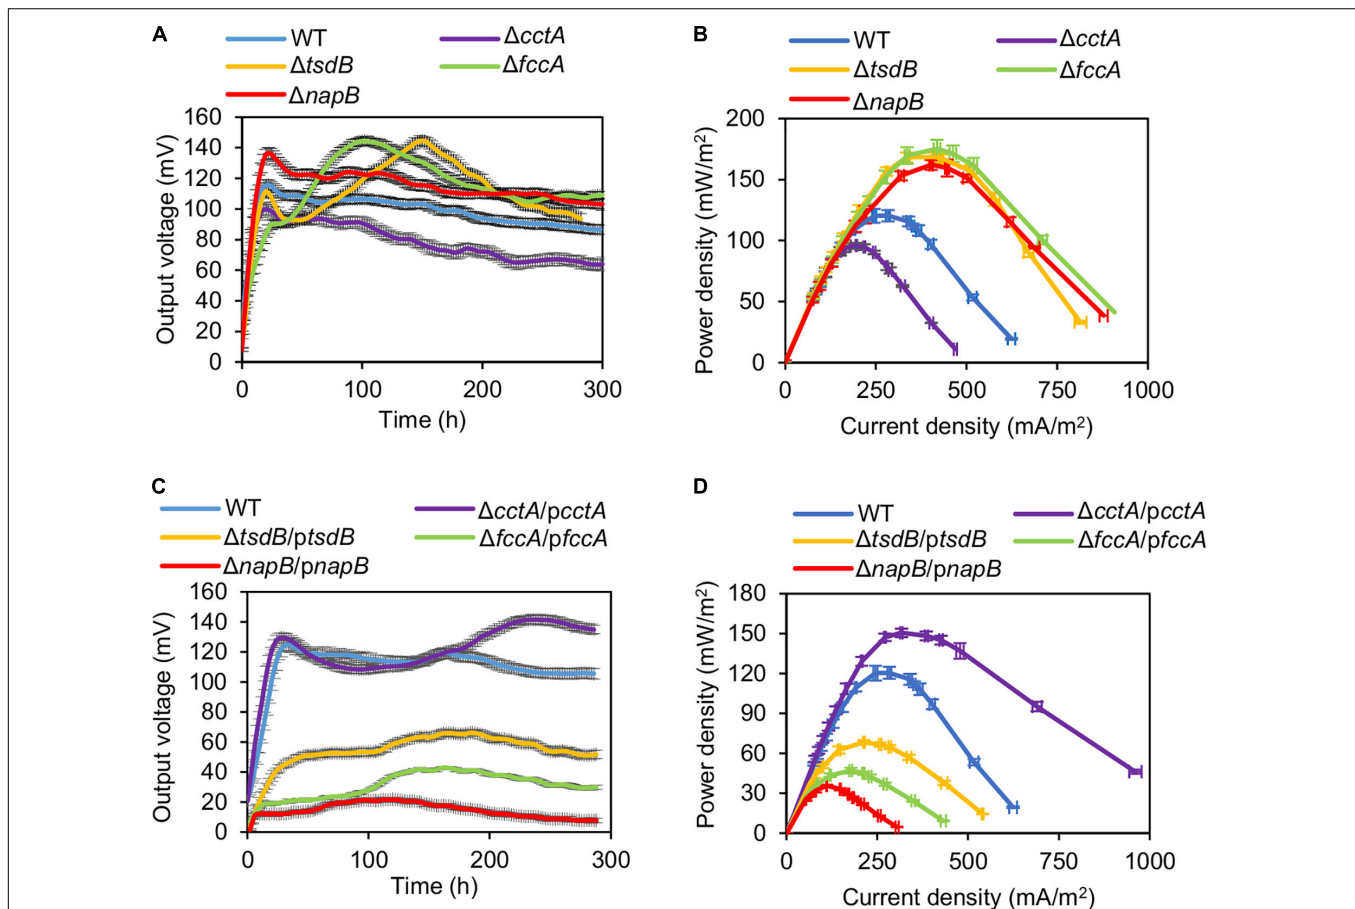 A
WT
ΔcctA
ΔtsdB
ΔfccA
ΔnapB
Output voltage (mV)
160
140
120
100
80
60
40
20
0
0 100 200 300
Time (h)
B
WT
ΔcctA
ΔtsdB
ΔfccA
ΔnapB
Power density (mW/m²)
200
150
100
50
0
0 250 500 750 1000
Current density (mA/m²)
C
WT
ΔcctA/pcctA
ΔtsdB/ptsdB
ΔfccA/pfccA
ΔnapB/pnapB
Output voltage (mV)
160
140
120
100
80
60
40
20
0
0 100 200 300
Time (h)
D
WT
ΔcctA/pcctA
ΔtsdB/ptsdB
ΔfccA/pfccA
ΔnapB/pnapB
Power density (mW/m²)
180
150
120
90
60
30
0
0 250 500 750 1000
Current density (mA/m²)